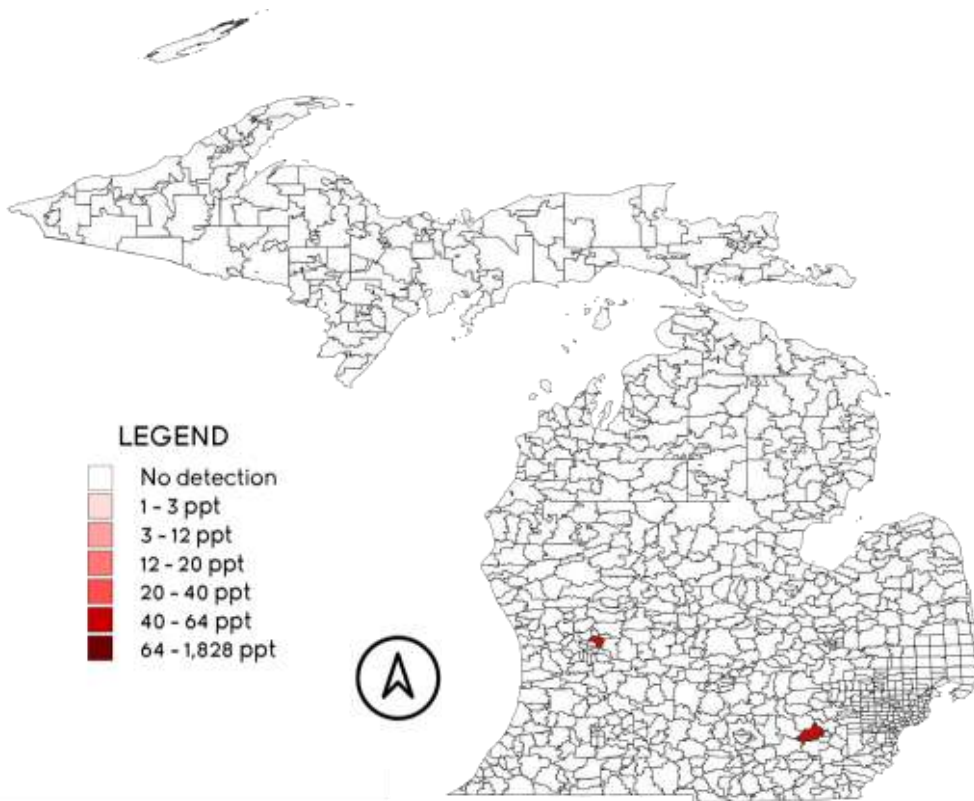 LEGEND
No detection
1 - 3 ppt
3 - 12 ppt
12 - 20 ppt
20 - 40 ppt
40 - 64 ppt
64 - 1,828 ppt